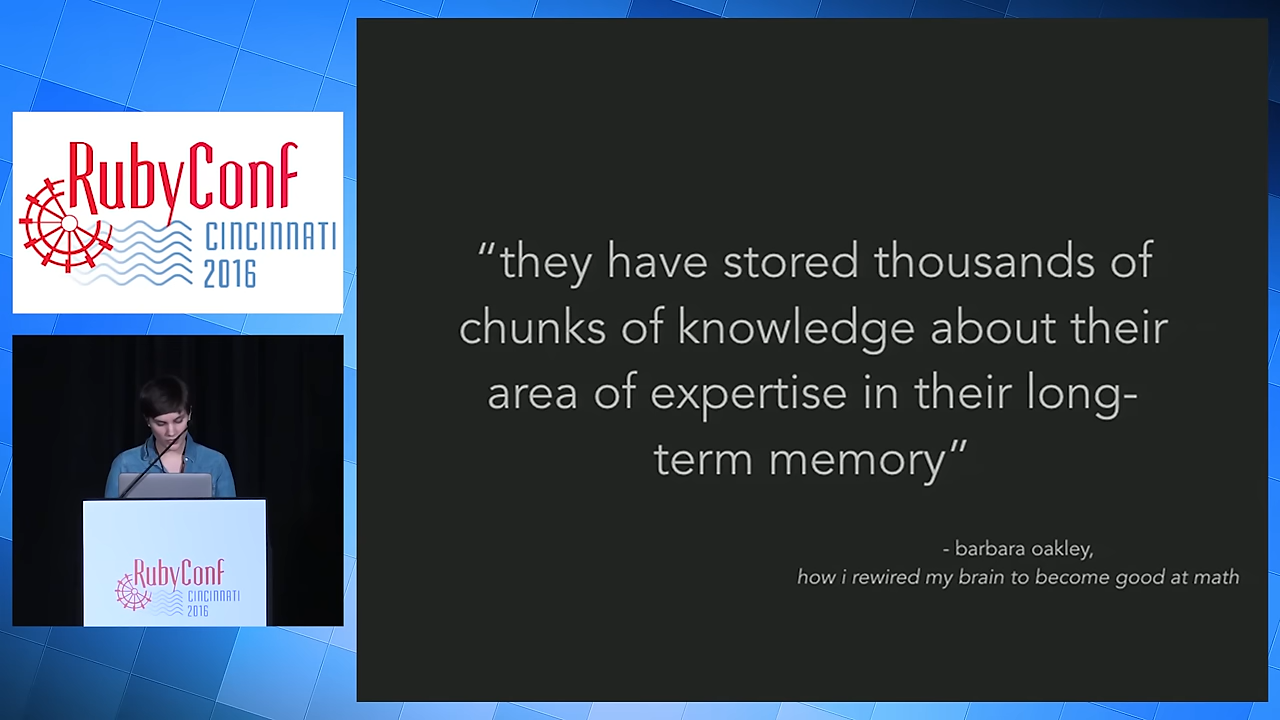 RubyConf
CINCINNATI
2016
“they have stored thousands of
chunks of knowledge about their
area of expertise in their long-
term memory”
- barbara oakley,
how i rewired my brain to become good at math
RubyConf
CINCINNATI
2016